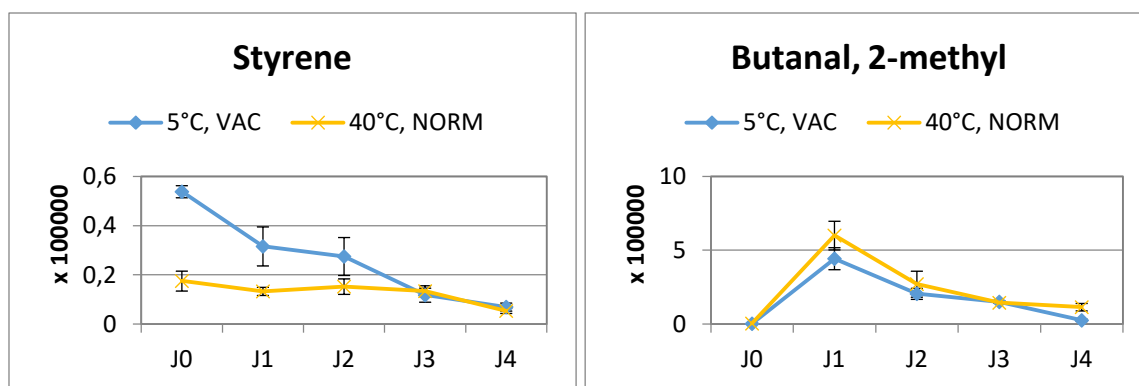 Styrene
5°C, VAC
40°C, NORM
x 100000
0,6
0,4
0,2
0
J0 J1 J2 J3 J4
Butanal, 2-methyl
5°C, VAC
40°C, NORM
x 100000
10
5
0
J0 J1 J2 J3 J4